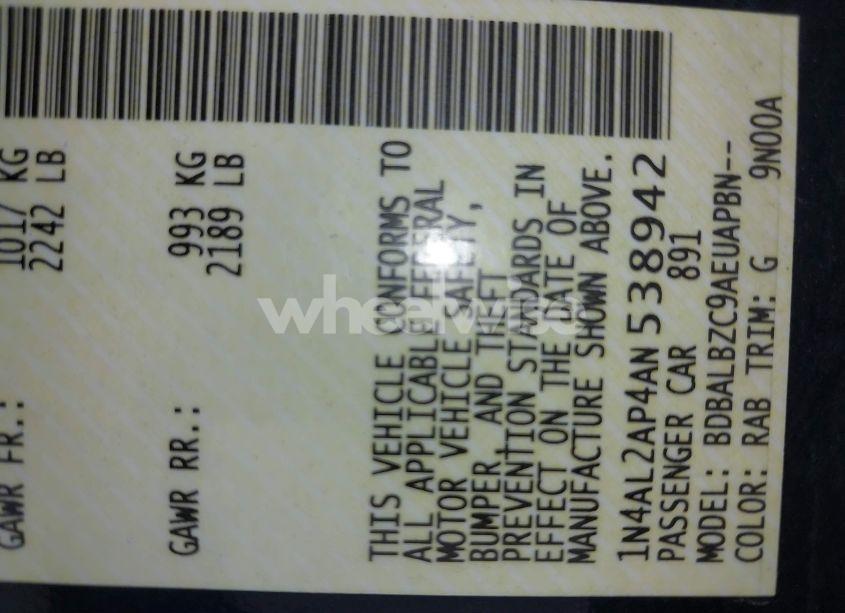 GAWR FR.: 1017 KG
2242 LB
GAWR RR.: 993 KG
2189 LB
THIS VEHICLE CONFORMS TO
ALL APPLICABLE FEDERAL
MOTOR VEHICLE SAFETY,
BUMPER, AND THEFT
PREVENTION STANDARDS IN
EFFECT ON THE DATE OF
MANUFACTURE SHOWN ABOVE.
1N4AL2AP4AN538942
PASSENGER CAR 891
MODEL: BDBALBZC9AEUAPBN--
COLOR: RAB TRIM: G 9N00A
wheelwise